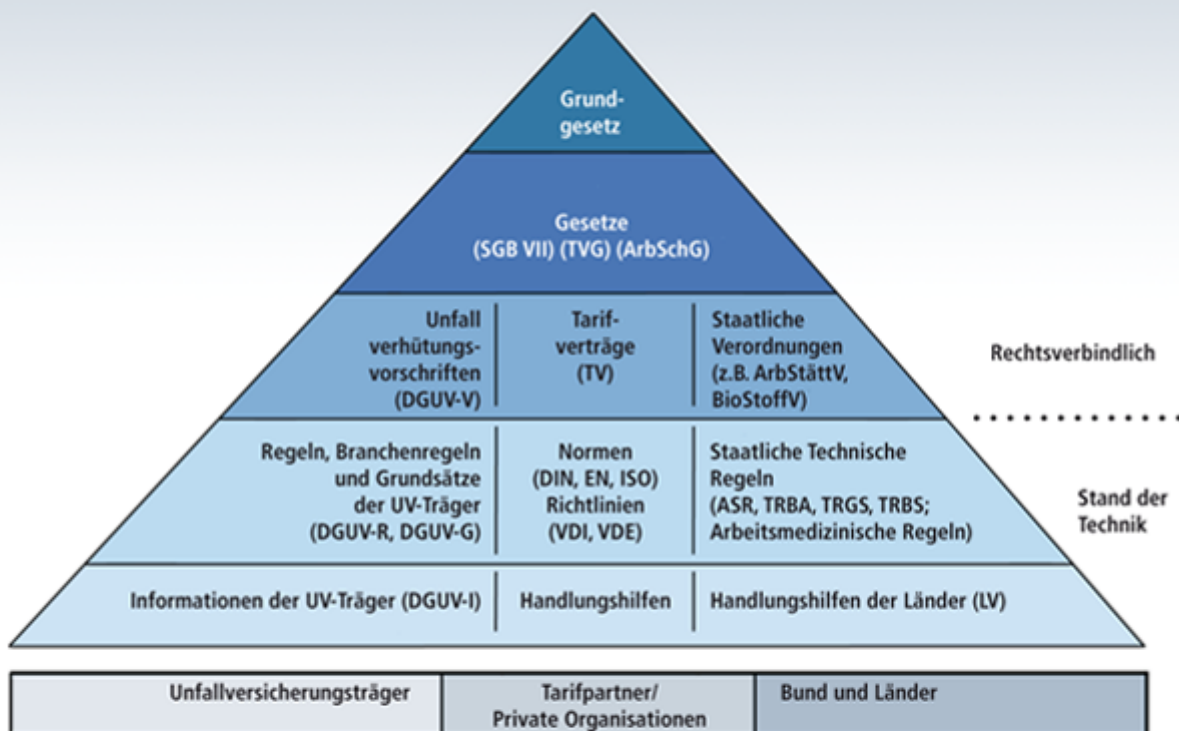 Grund-
gesetz
Gesetze
(SGB VII) (TVG) (ArbSchG)
Unfall
verhütungs-
vorschriften
(DGUV-V)
Tarif-
verträge
(TV)
Staatliche
Verordnungen
(z.B. ArbStättV,
BioStoffV)
Rechtsverbindlich
Regeln, Branchenregeln
und Grundsätze
der UV-Träger
(DGUV-R, DGUV-G)
Normen
(DIN, EN, ISO)
Richtlinien
(VDI, VDE)
Staatliche Technische
Regeln
(ASR, TRBA, TRGS, TRBS;
Arbeitsmedizinische Regeln)
Stand der
Technik
Informationen der UV-Träger (DGUV-I)
Handlungshilfen
Handlungshilfen der Länder (LV)
Unfallversicherungsträger
Tarifpartner/
Private Organisationen
Bund und Länder